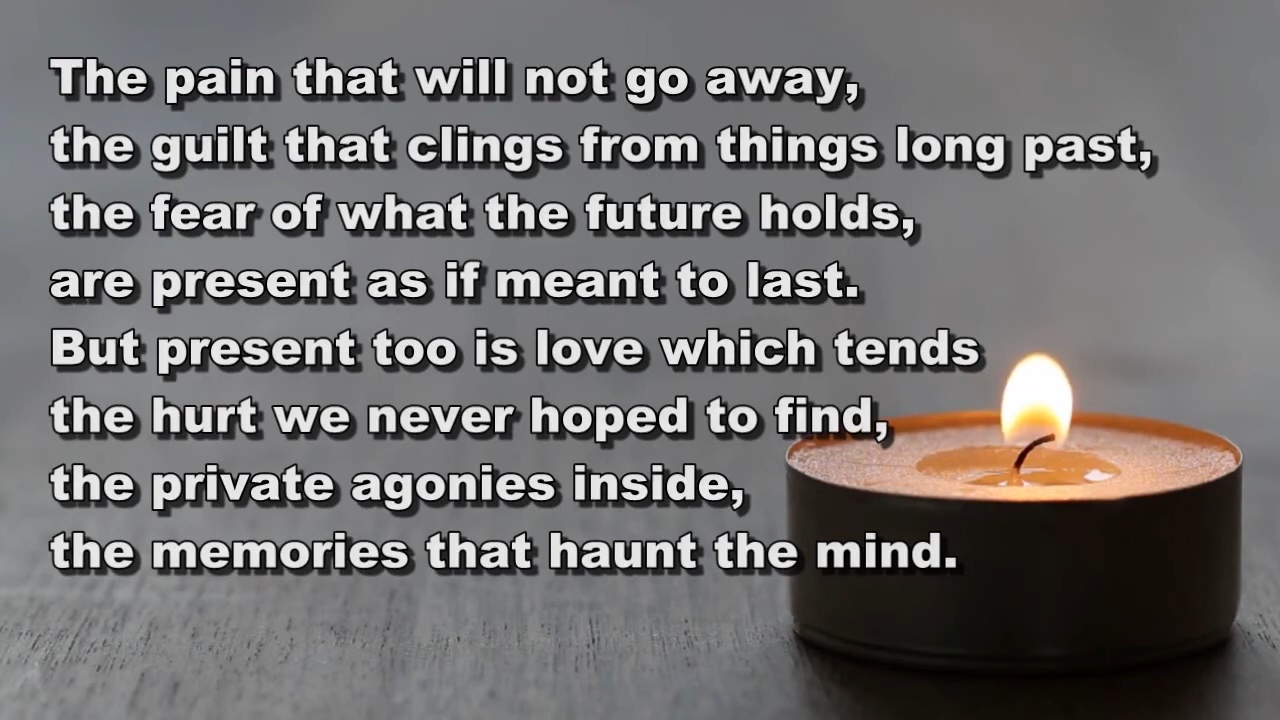 The pain that will not go away,
the guilt that clings from things long past,
the fear of what the future holds,
are present as if meant to last.
But present too is love which tends
the hurt we never hoped to find,
the private agonies inside,
the memories that haunt the mind.